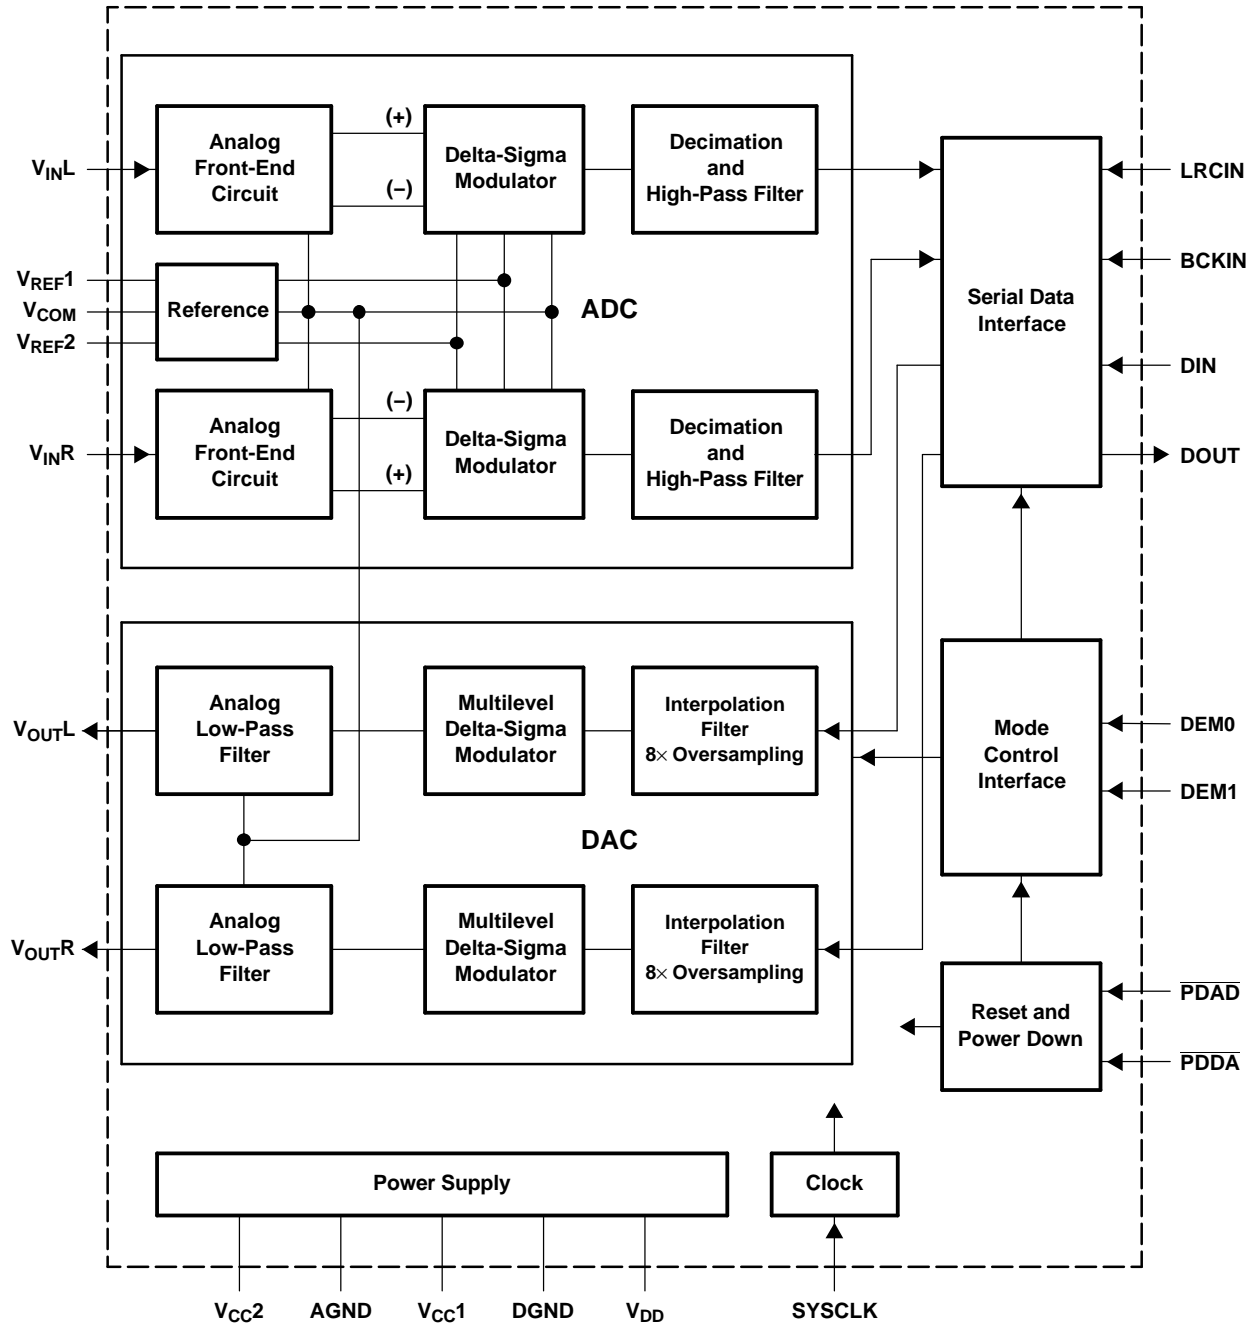 Analog
Front-End
Circuit
(+)
(−)
Delta-Sigma
Modulator
Decimation
and
High-Pass Filter
VINL
LRCIN
VREF1
VCOM
VREF2
Reference
ADC
Serial Data
Interface
BCKIN
DIN
DOUT
VINR
Analog
Front-End
Circuit
(−)
(+)
Delta-Sigma
Modulator
Decimation
and
High-Pass Filter
VOUTL
Analog
Low-Pass
Filter
Multilevel
Delta-Sigma
Modulator
Interpolation
Filter
8× Oversampling
Mode
Control
Interface
DEM0
DEM1
DAC
VOUTR
Analog
Low-Pass
Filter
Multilevel
Delta-Sigma
Modulator
Interpolation
Filter
8× Oversampling
Reset and
Power Down
PDAD
PDDA
Power Supply
Clock
VCC2
AGND
VCC1
DGND
VDD
SYSCLK